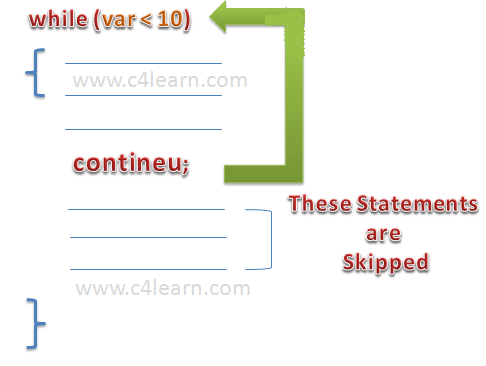 while (var < 10)
www.c4learn.com
contineu;
These Statements
are
Skipped
www.c4learn.com